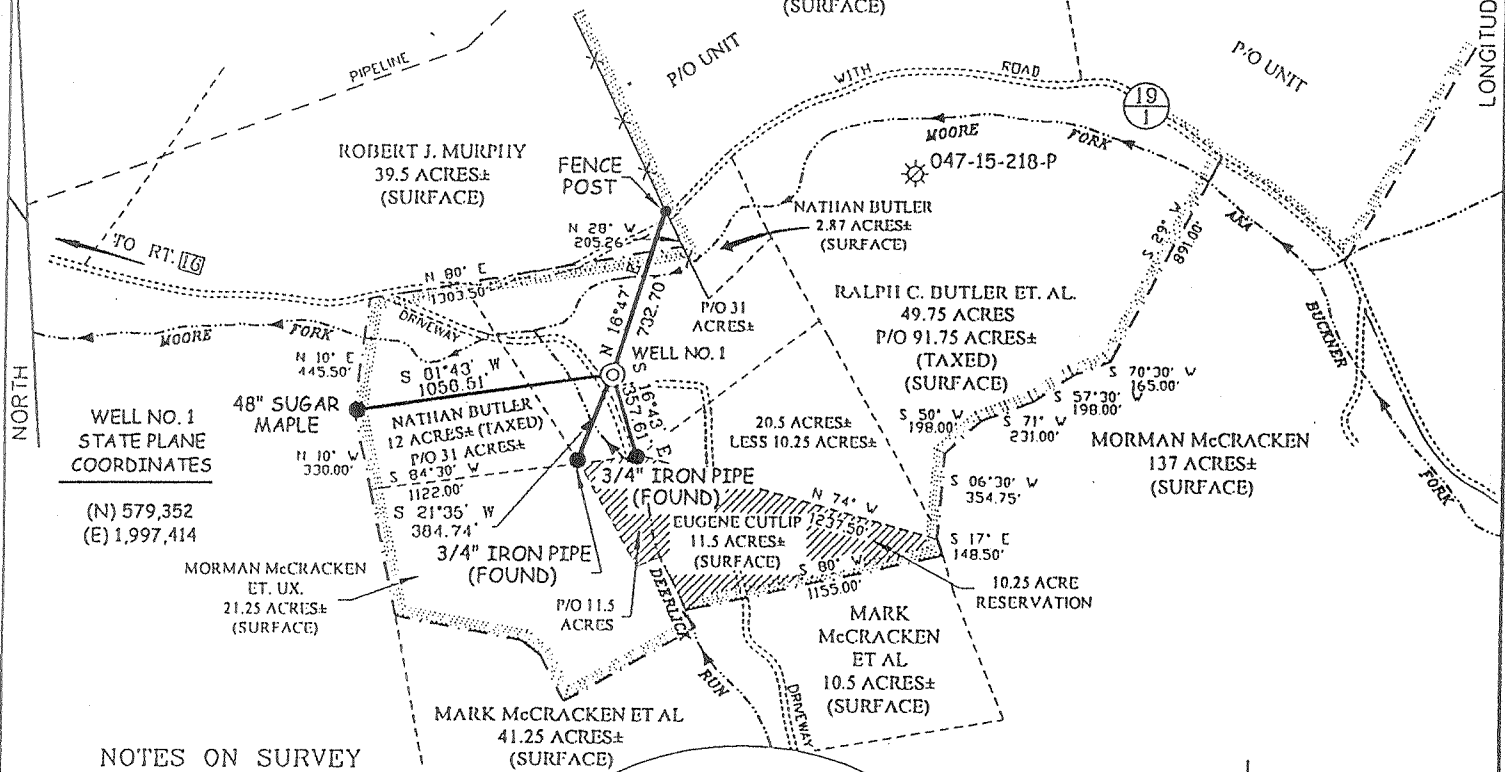 (SURFACE)
LONGITUD
P/O UNIT
P/O UNIT
PIPELINE
WITH ROAD
19
1
MOORE FORK
047-15-218-P
ROBERT J. MURPHY
39.5 ACRES±
(SURFACE)
FENCE
POST
NATHAN BUTLER
2.87 ACRES±
(SURFACE)
N 28° W
205.26
TO RT. 16
N 80° E
1303.50'
S 29° W
891.00'
AKA
BUCKNER
FORK
N 16°47' E
732.70'
P/O 31
ACRES±
RALPH C. BUTLER ET. AL.
49.75 ACRES
P/O 91.75 ACRES±
(TAXED)
(SURFACE)
DRIVEWAY
MOORE FORK
N 10° E
445.50'
WELL NO. 1
S 81°43' W
1058.51'
S 16°43' E
357.61'
S 70°30' W
165.00'
S 57°30' W
198.00'
S 71° W
231.00'
S 50° W
198.00'
NORTH
48" SUGAR
MAPLE
NATHAN BUTLER
12 ACRES± (TAXED)
P/O 31 ACRES±
WELL NO. 1
STATE PLANE
COORDINATES
(N) 579,352
(E) 1,997,414
20.5 ACRES±
LESS 10.25 ACRES±
MORMAN McCRACKEN
137 ACRES±
(SURFACE)
N 10° W
330.00'
S 84°30' W
1122.00'
S 21°35' W
384.74'
3/4" IRON PIPE
(FOUND)
S 06°30' W
354.75'
N 74° W
1237.50'
3/4" IRON PIPE
(FOUND)
EUGENE CUTLIP
11.5 ACRES±
(SURFACE)
S 17° E
148.50'
S 80° W
1155.00'
10.25 ACRE
RESERVATION
MORMAN McCRACKEN
ET. UX.
21.25 ACRES±
(SURFACE)
P/O 11.5
ACRES
DEERLICK
RUN
MARK
McCRACKEN
ET AL
10.5 ACRES±
(SURFACE)
DRIVEWAY
MARK McCRACKEN ET AL
41.25 ACRES±
(SURFACE)
NOTES ON SURVEY